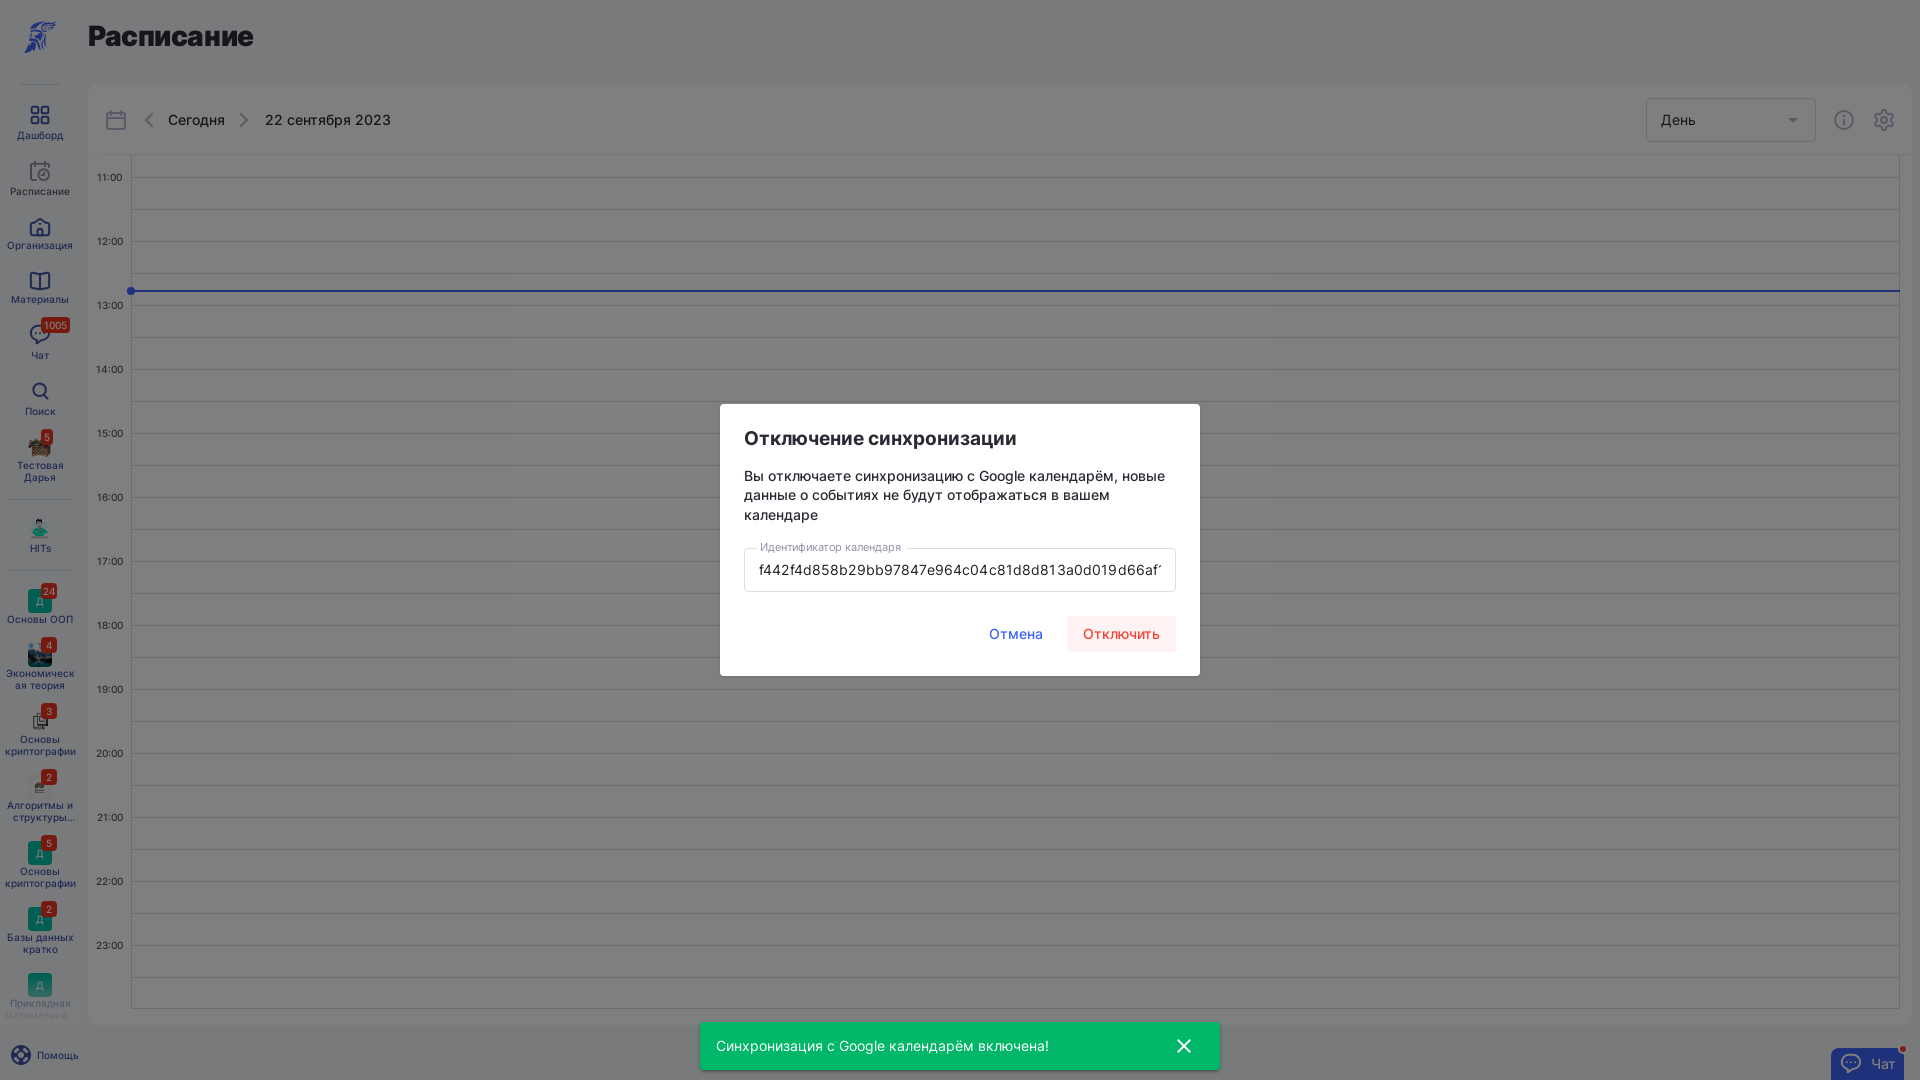 Расписание
Дашборд
Расписание
Организация
Материалы
1005
Чат
Поиск
5
Тестовая
Дарья
HITs
24
Д
Основы ООП
4
Экономическ
ая теория
3
Основы
криптографии
2
Алгоритмы и
структуры...
5
Д
Основы
криптографии
2
Д
Базы данных
кратко
Д
Прикладная
математика...
Помощь
Сегодня
22 сентября 2023
День
11:00
12:00
13:00
14:00
15:00
16:00
17:00
18:00
19:00
20:00
21:00
22:00
23:00
Отключение синхронизации
Вы отключаете синхронизацию с Google календарём, новые
данные о событиях не будут отображаться в вашем
календаре
Идентификатор календаря
f442f4d858b29bb97847e964c04c81d8d813a0d019d66af
Отмена
Отключить
Синхронизация с Google календарём включена!
Чат